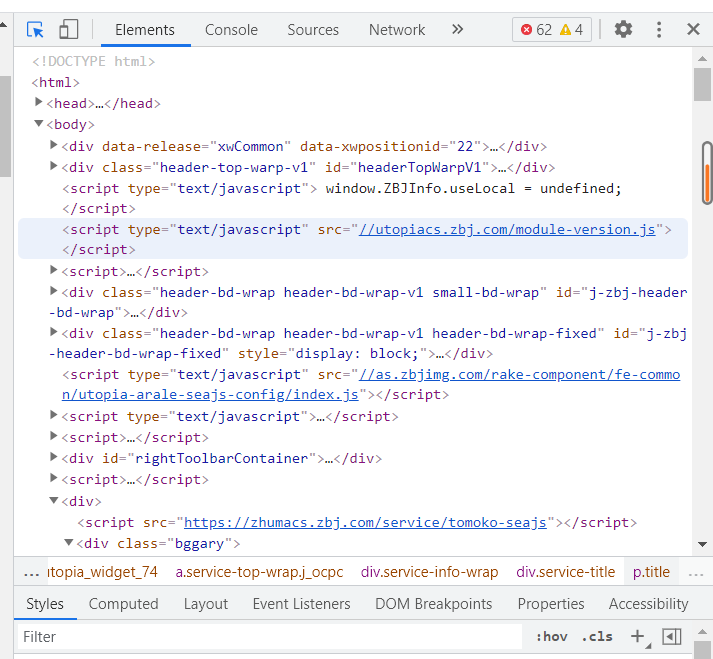 Elements Console Sources Network » 62 4
<!DOCTYPE html>
<html>
<head>…</head>
<body>
<div data-release="xwCommon" data-xwpositionid="22">…</div>
<div class="header-top-warp-v1" id="headerTopWarpV1">…</div>
<script type="text/javascript"> window.ZBJInfo.useLocal = undefined;
</script>
<script type="text/javascript" src="//utopiacs.zbj.com/module-version.js">
</script>
<script>…</script>
<div class="header-bd-wrap header-bd-wrap-v1 small-bd-wrap" id="j-zbj-header
-bd-wrap">…</div>
<div class="header-bd-wrap header-bd-wrap-v1 header-bd-wrap-fixed" id="j-zbj
-header-bd-wrap-fixed" style="display: block;">…</div>
<script type="text/javascript" src="//as.zbjimg.com/rake-component/fe-commo
n/utopia-arale-seajs-config/index.js"></script>
<script type="text/javascript">…</script>
<script>…</script>
<div id="rightToolbarContainer">…</div>
<script>…</script>
<div>
<script src="https://zhumacs.zbj.com/service/tomoko-seajs"></script>
<div class="bggary">
… utopia_widget_74 a.service-top-wrap.j_ocpc div.service-info-wrap div.service-title p.title …
Styles Computed Layout Event Listeners DOM Breakpoints Properties Accessibility
Filter :hov .cls +